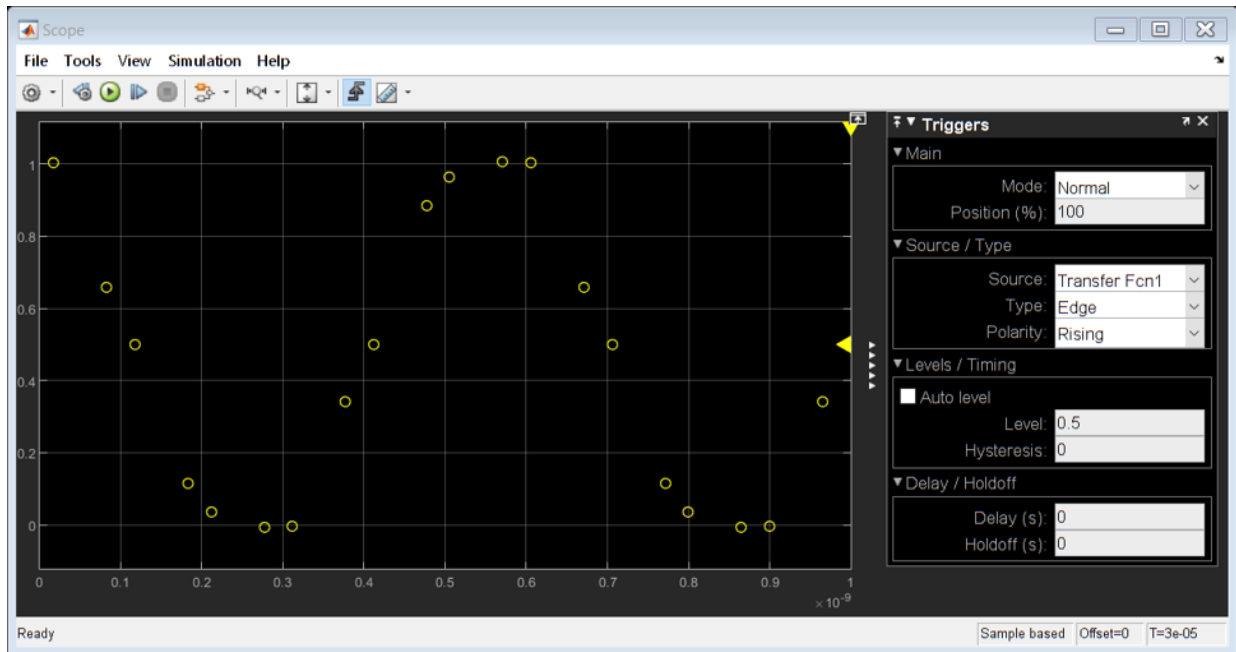 Scope
File Tools View Simulation Help
1
0.8
0.6
0.4
0.2
0
0 0.1 0.2 0.3 0.4 0.5 0.6 0.7 0.8 0.9 1
× 10-9
Triggers
Main
Mode: Normal
Position (%): 100
Source / Type
Source: Transfer Fcn1
Type: Edge
Polarity: Rising
Levels / Timing
Auto level
Level: 0.5
Hysteresis: 0
Delay / Holdoff
Delay (s): 0
Holdoff (s): 0
Ready
Sample based Offset=0 T=3e-05